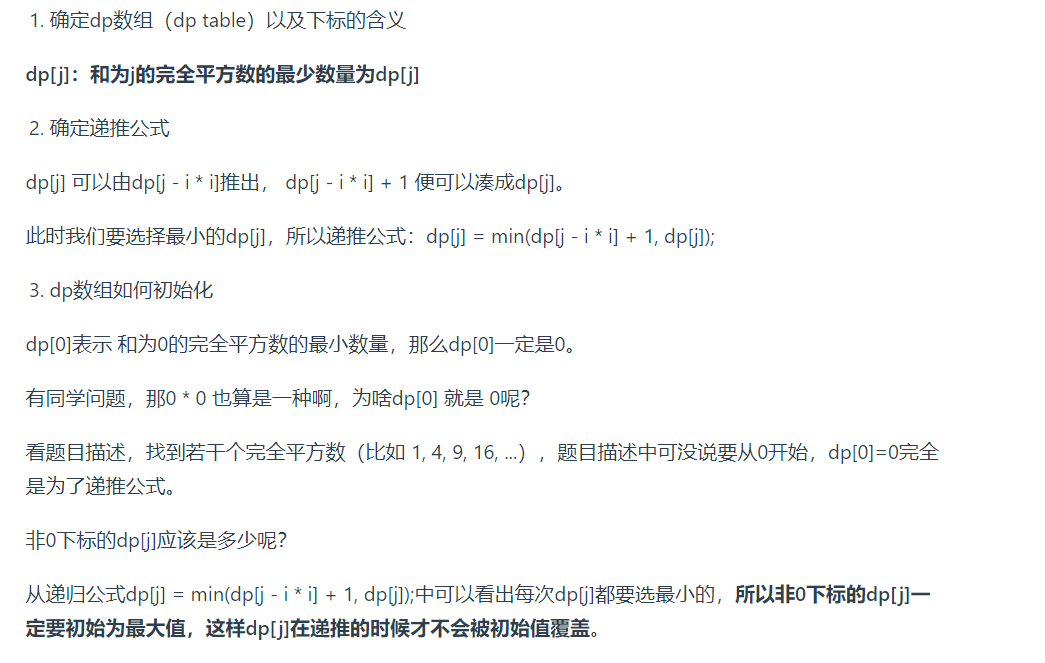 1. 确定dp数组（dp table）以及下标的含义
dp[j]：和为j的完全平方数的最少数量为dp[j]
2. 确定递推公式
dp[j] 可以由dp[j - i * i]推出， dp[j - i * i] + 1 便可以凑成dp[j]。
此时我们要选择最小的dp[j]，所以递推公式：dp[j] = min(dp[j - i * i] + 1, dp[j]);
3. dp数组如何初始化
dp[0]表示 和为0的完全平方数的最小数量，那么dp[0]一定是0。
有同学问题，那0 * 0 也算是一种啊，为啥dp[0] 就是 0呢？
看题目描述，找到若干个完全平方数（比如 1, 4, 9, 16, ...），题目描述中可没说要从0开始，dp[0]=0完全
是为了递推公式。
非0下标的dp[j]应该是多少呢？
从递归公式dp[j] = min(dp[j - i * i] + 1, dp[j]);中可以看出每次dp[j]都要选最小的，所以非0下标的dp[j]一
定要初始为最大值，这样dp[j]在递推的时候才不会被初始值覆盖。